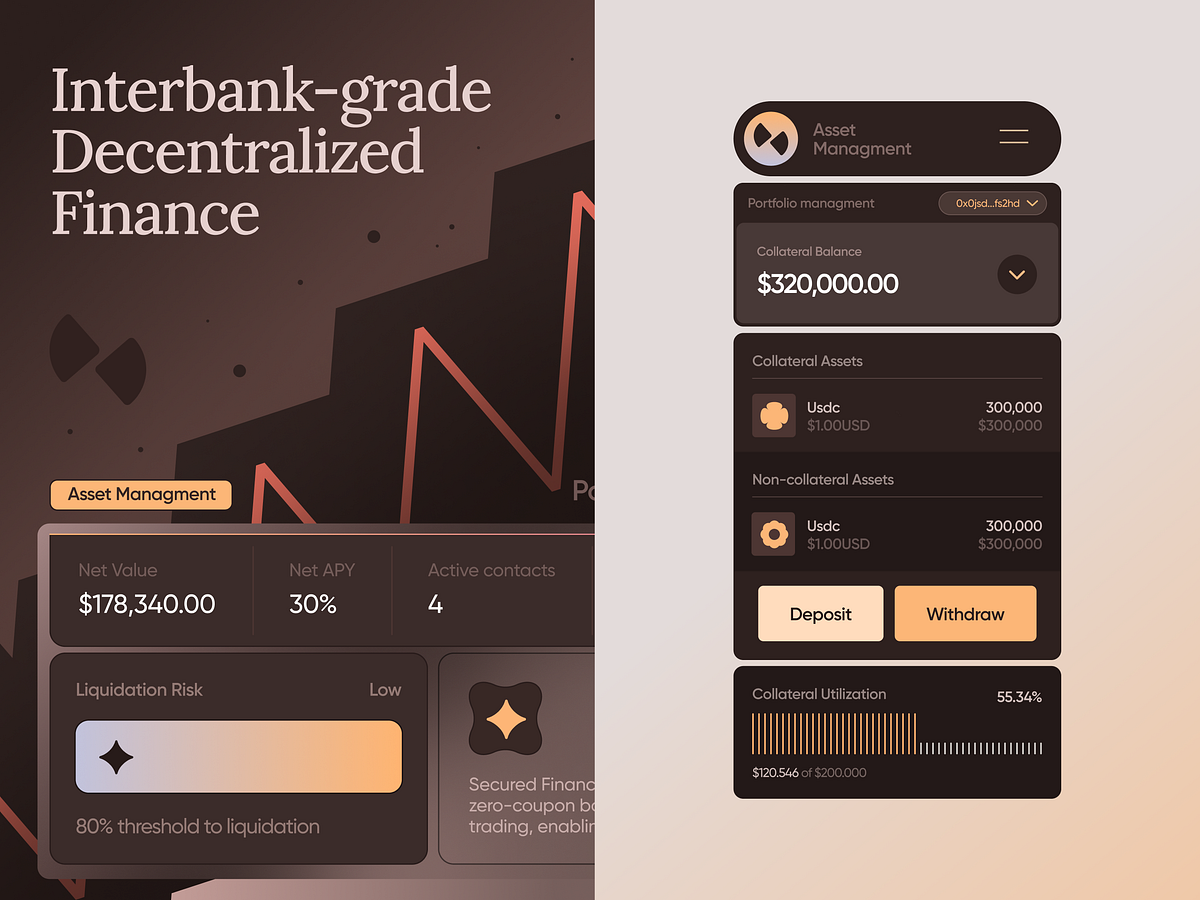 Interbank-grade
Decentralized
Finance
Asset Managment
Net Value
$178,340.00
Net APY
30%
Active contacts
4
Liquidation Risk
Low
80% threshold to liquidation
Secured Financ
zero-coupon bo
trading, enablin
Asset
Managment
Portfolio managment
0x0jsd...fs2hd
Collateral Balance
$320,000.00
Collateral Assets
Usdc
300,000
$1.00USD
$300,000
Non-collateral Assets
Usdc
300,000
$1.00USD
$300,000
Deposit
Withdraw
Collateral Utilization
55.34%
$120.546 of $200.000